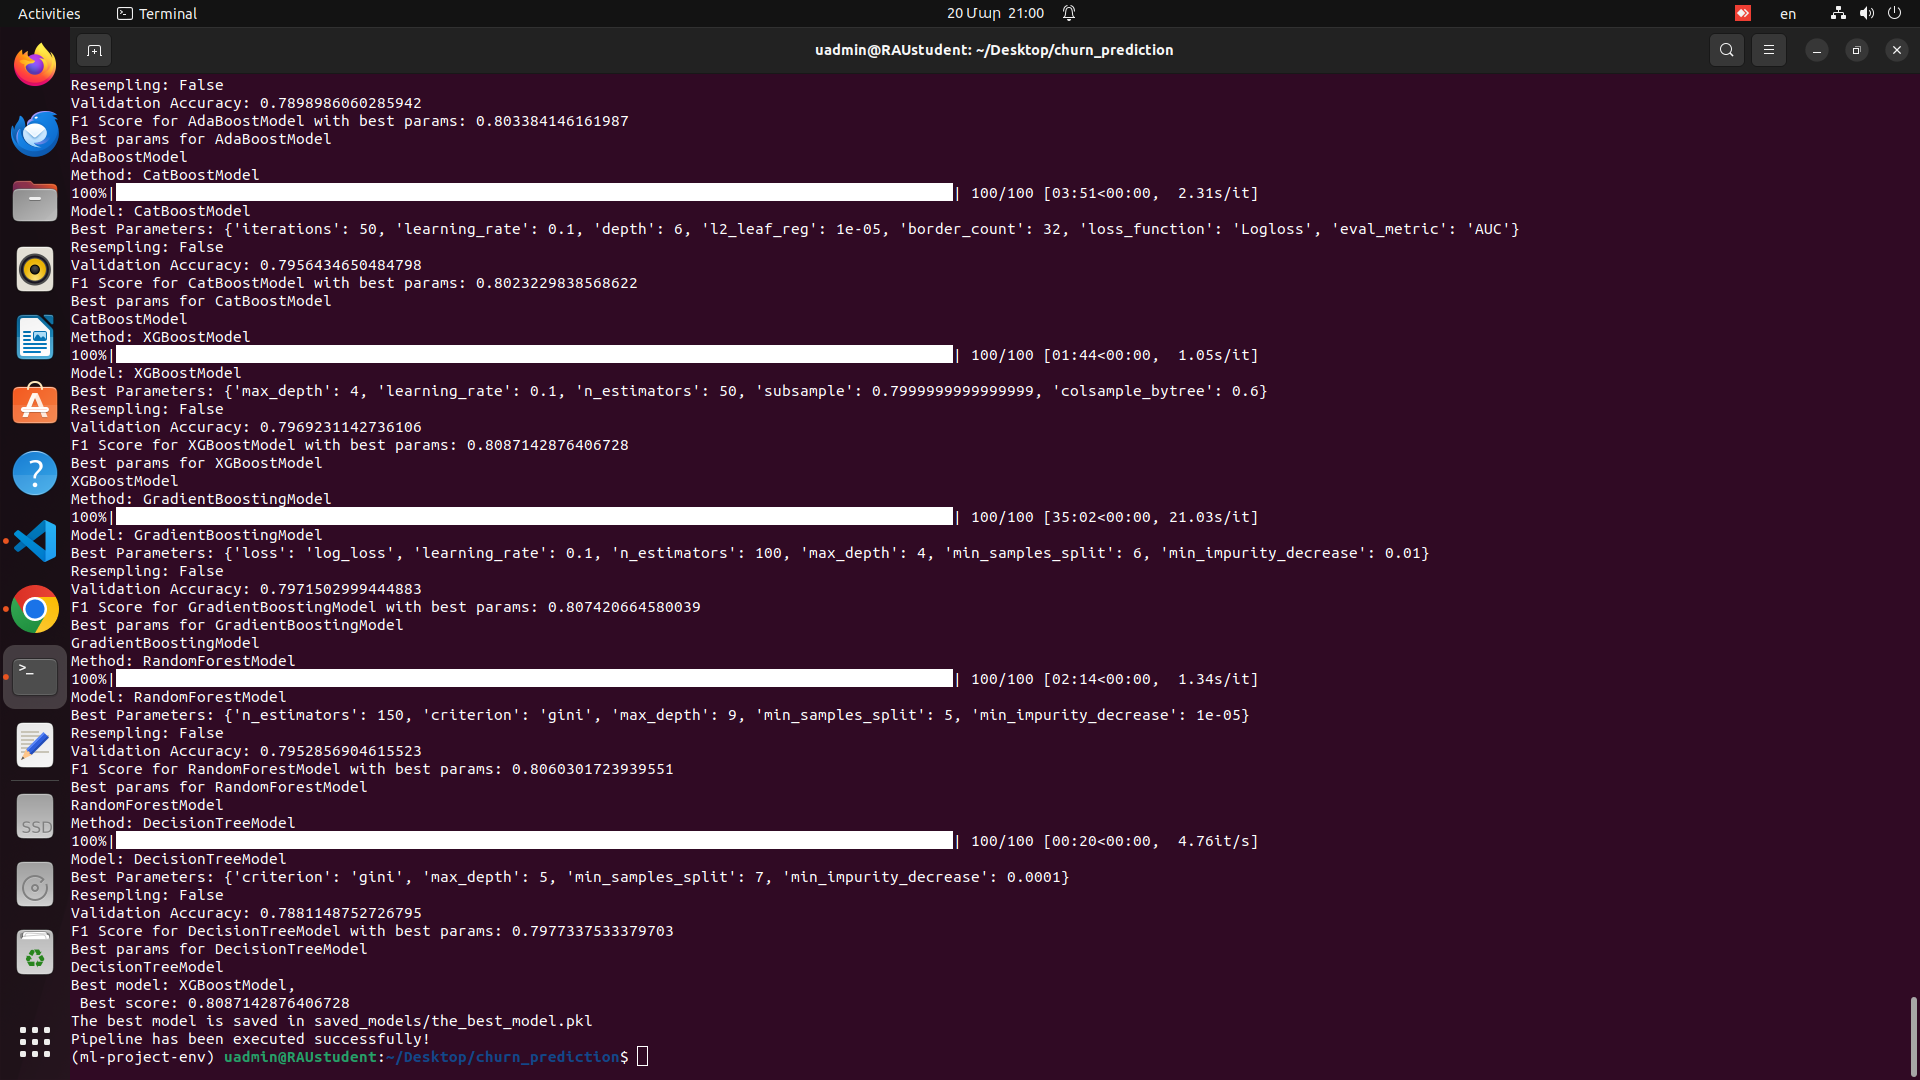 Activities
Terminal
20 Մար 21:00
en
uadmin@RAUstudent: ~/Desktop/churn_prediction
Resempling: False
Validation Accuracy: 0.7898986060285942
F1 Score for AdaBoostModel with best params: 0.803384146161987
Best params for AdaBoostModel
AdaBoostModel
Method: CatBoostModel
100%| | 100/100 [03:51<00:00,  2.31s/it]
Model: CatBoostModel
Best Parameters: {'iterations': 50, 'learning_rate': 0.1, 'depth': 6, 'l2_leaf_reg': 1e-05, 'border_count': 32, 'loss_function': 'Logloss', 'eval_metric': 'AUC'}
Resempling: False
Validation Accuracy: 0.7956434650484798
F1 Score for CatBoostModel with best params: 0.8023229838568622
Best params for CatBoostModel
CatBoostModel
Method: XGBoostModel
100%| | 100/100 [01:44<00:00,  1.05s/it]
Model: XGBoostModel
Best Parameters: {'max_depth': 4, 'learning_rate': 0.1, 'n_estimators': 50, 'subsample': 0.7999999999999999, 'colsample_bytree': 0.6}
Resempling: False
Validation Accuracy: 0.7969231142736106
F1 Score for XGBoostModel with best params: 0.8087142876406728
Best params for XGBoostModel
XGBoostModel
Method: GradientBoostingModel
100%| | 100/100 [35:02<00:00, 21.03s/it]
Model: GradientBoostingModel
Best Parameters: {'loss': 'log_loss', 'learning_rate': 0.1, 'n_estimators': 100, 'max_depth': 4, 'min_samples_split': 6, 'min_impurity_decrease': 0.01}
Resempling: False
Validation Accuracy: 0.7971502999444883
F1 Score for GradientBoostingModel with best params: 0.807420664580039
Best params for GradientBoostingModel
GradientBoostingModel
Method: RandomForestModel
100%| | 100/100 [02:14<00:00,  1.34s/it]
Model: RandomForestModel
Best Parameters: {'n_estimators': 150, 'criterion': 'gini', 'max_depth': 9, 'min_samples_split': 5, 'min_impurity_decrease': 1e-05}
Resempling: False
Validation Accuracy: 0.7952856904615523
F1 Score for RandomForestModel with best params: 0.8060301723939551
Best params for RandomForestModel
RandomForestModel
Method: DecisionTreeModel
100%| | 100/100 [00:20<00:00,  4.76it/s]
Model: DecisionTreeModel
Best Parameters: {'criterion': 'gini', 'max_depth': 5, 'min_samples_split': 7, 'min_impurity_decrease': 0.0001}
Resempling: False
Validation Accuracy: 0.7881148752726795
F1 Score for DecisionTreeModel with best params: 0.7977337533379703
Best params for DecisionTreeModel
DecisionTreeModel
Best model: XGBoostModel,
 Best score: 0.8087142876406728
The best model is saved in saved_models/the_best_model.pkl
Pipeline has been executed successfully!
(ml-project-env) uadmin@RAUstudent:~/Desktop/churn_prediction$
SSD